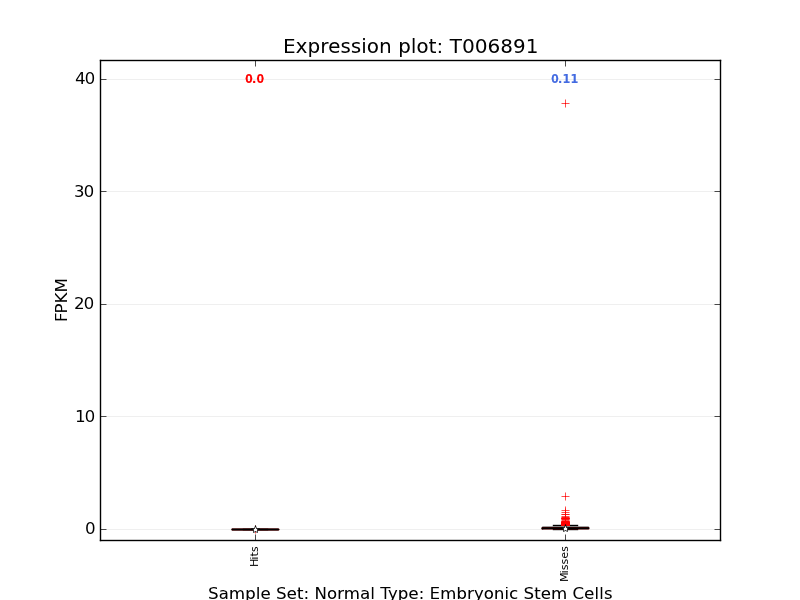 Expression plot: T006891
40
0.0
0.11
30
FPKM
20
10
0
Hits
Misses
Sample Set: Normal Type: Embryonic Stem Cells